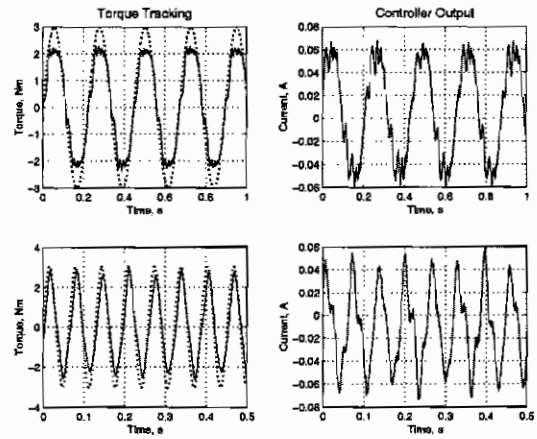 Torque Tracking
3
2
1
0
−1
−2
−3
Torque, Nm
0 0.2 0.4 0.6 0.8 1
Time, s
Controller Output
0.08
0.06
0.04
0.02
0
−0.02
−0.04
−0.06
Current, A
0 0.2 0.4 0.6 0.8 1
Time, s
4
2
0
−2
−4
Torque, Nm
0 0.1 0.2 0.3 0.4 0.5
Time, s
0.06
0.04
0.02
0
−0.02
−0.04
−0.06
−0.08
Current, A
0 0.1 0.2 0.3 0.4 0.5
Time, s